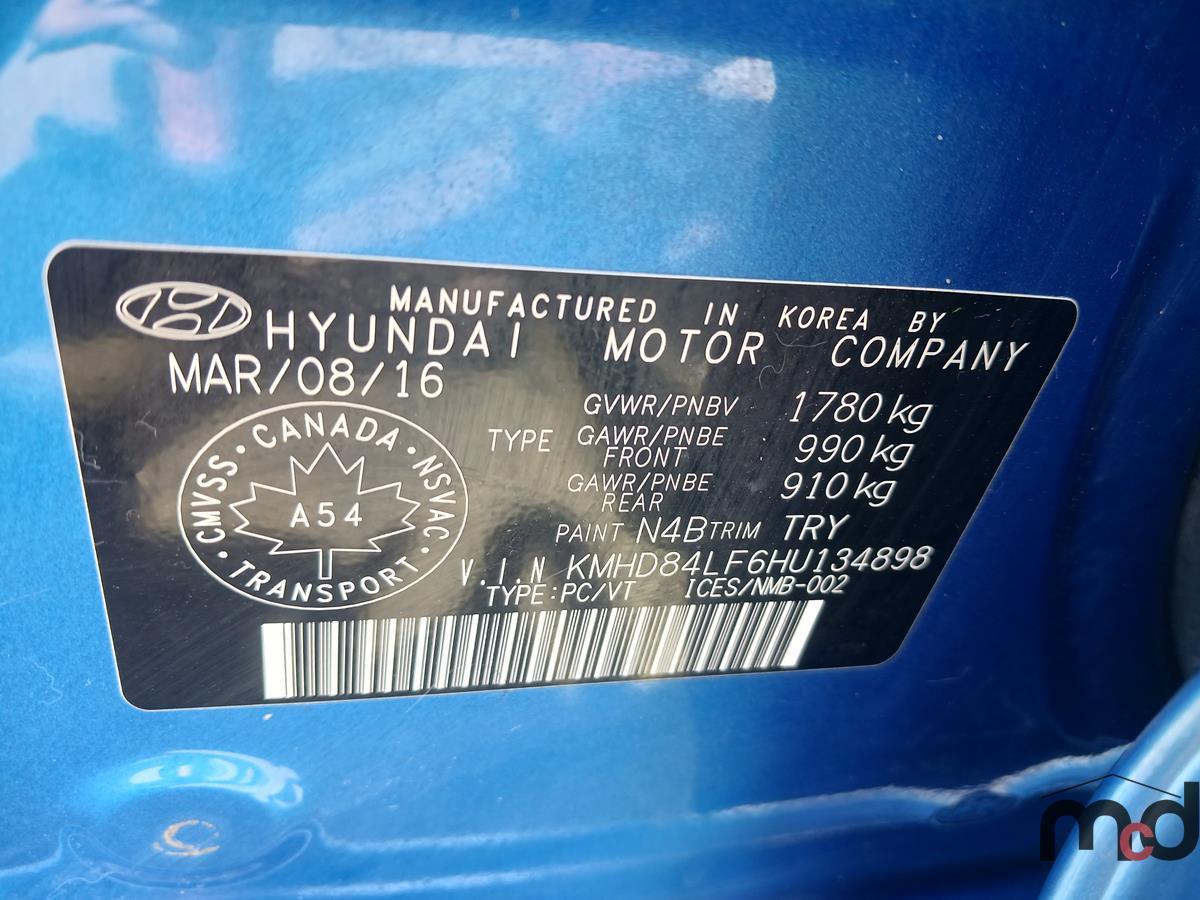 MANUFACTURED IN KOREA BY
HYUNDAI MOTOR COMPANY
MAR/08/16
GVWR/PNBV 1780 kg
TYPE GAWR/PNBE FRONT 990 kg
GAWR/PNBE REAR 910 kg
PAINT N4B TRIM TRY
V.I.N KMHD84LF6HU134898
TYPE:PC/VT ICES/NMB-002
CMVSS · CANADA · NSVAC · TRANSPORT ·
A54
mcd